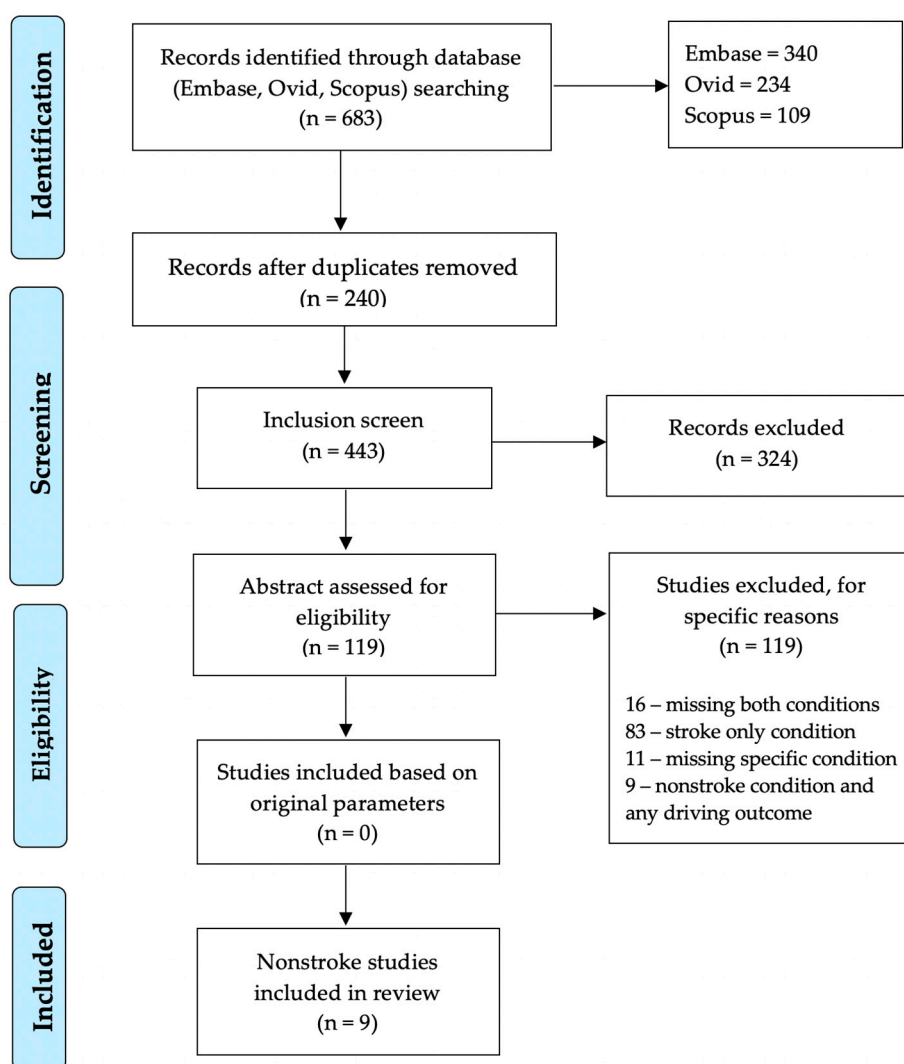 Identification
Records identified through database
(Embase, Ovid, Scopus) searching
(n = 683)
Embase = 340
Ovid = 234
Scopus = 109
Records after duplicates removed
(n = 240)
Screening
Inclusion screen
(n = 443)
Records excluded
(n = 324)
Abstract assessed for
eligibility
(n = 119)
Studies excluded, for
specific reasons
(n = 119)
16 – missing both conditions
83 – stroke only condition
11 – missing specific condition
9 – nonstroke condition and
any driving outcome
Eligibility
Studies included based on
original parameters
(n = 0)
Included
Nonstroke studies
included in review
(n = 9)